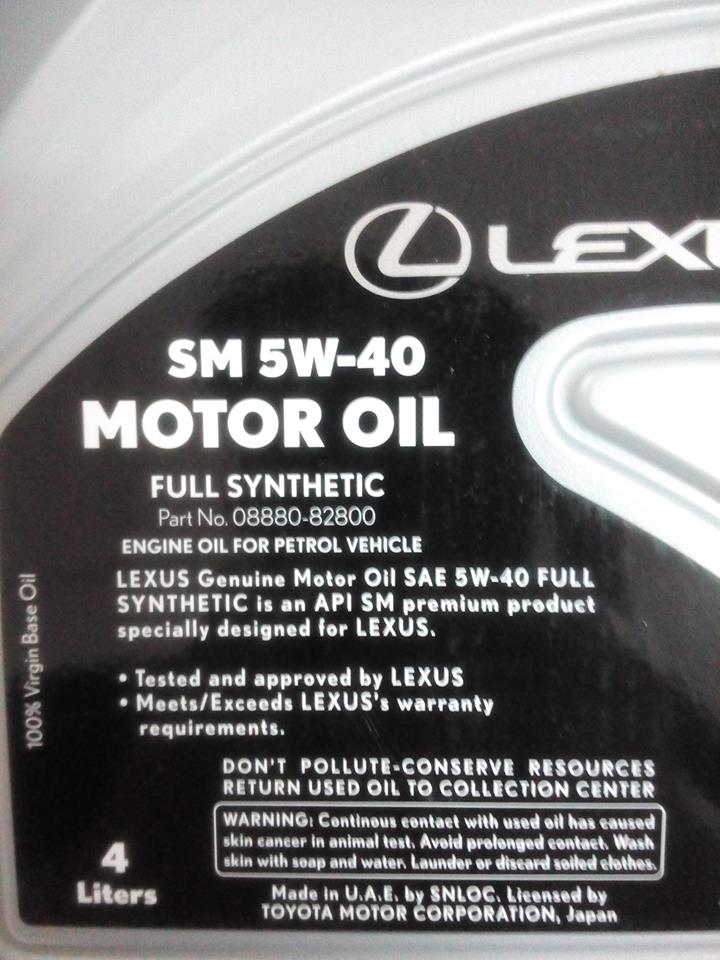 LEXU
SM 5W-40
MOTOR OIL
FULL SYNTHETIC
Part No. 08880-82800
ENGINE OIL FOR PETROL VEHICLE
LEXUS Genuine Motor Oil SAE 5W-40 FULL
SYNTHETIC is an API SM premium product
specially designed for LEXUS.
• Tested and approved by LEXUS
• Meets/Exceeds LEXUS's warranty
requirements.
100% Virgin Base Oil
DON'T POLLUTE-CONSERVE RESOURCES
RETURN USED OIL TO COLLECTION CENTER
WARNING: Continous contact with used oil has caused
skin cancer in animal test. Avoid prolonged contact. Wash
skin with soap and water. Launder or discard soiled clothes.
4
Liters
Made in U.A.E. by SNLOC. Licensed by
TOYOTA MOTOR CORPORATION, Japan